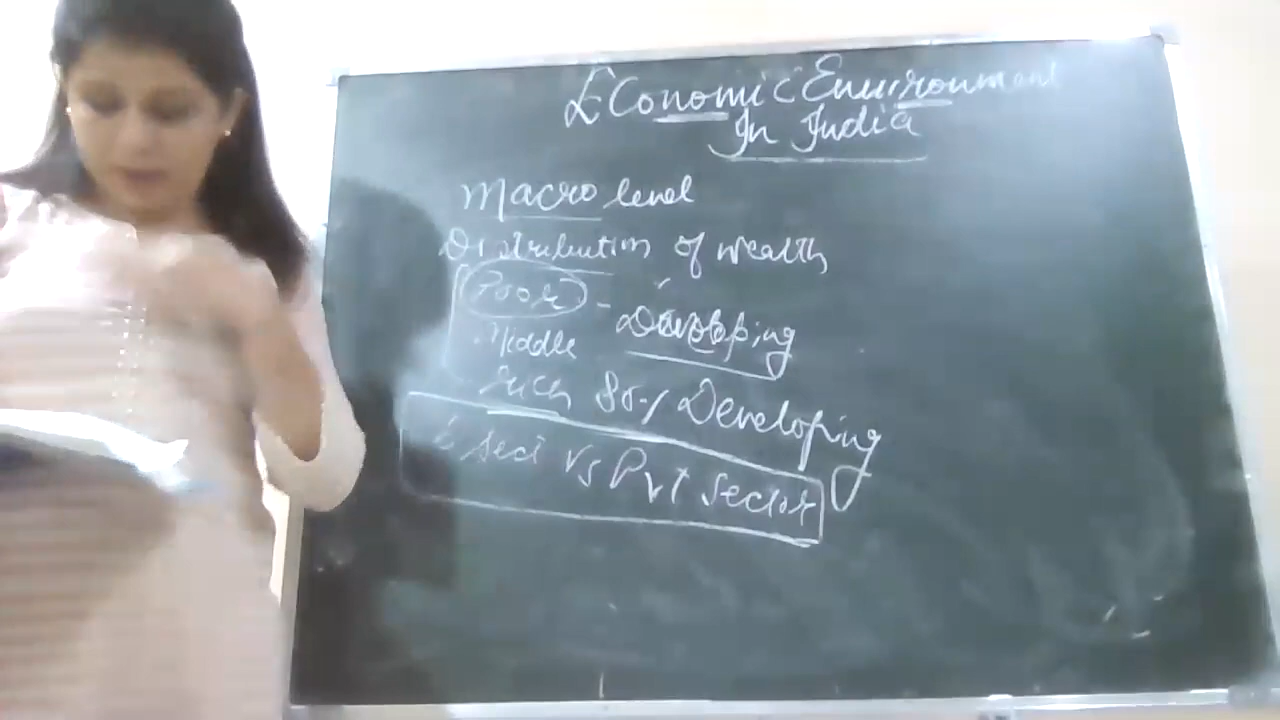 Economic Environment
In India
Macro level
Distribution of wealth
Poor - Developing
Middle
Rich 80% Developing
Sect Vs Pvt Sector